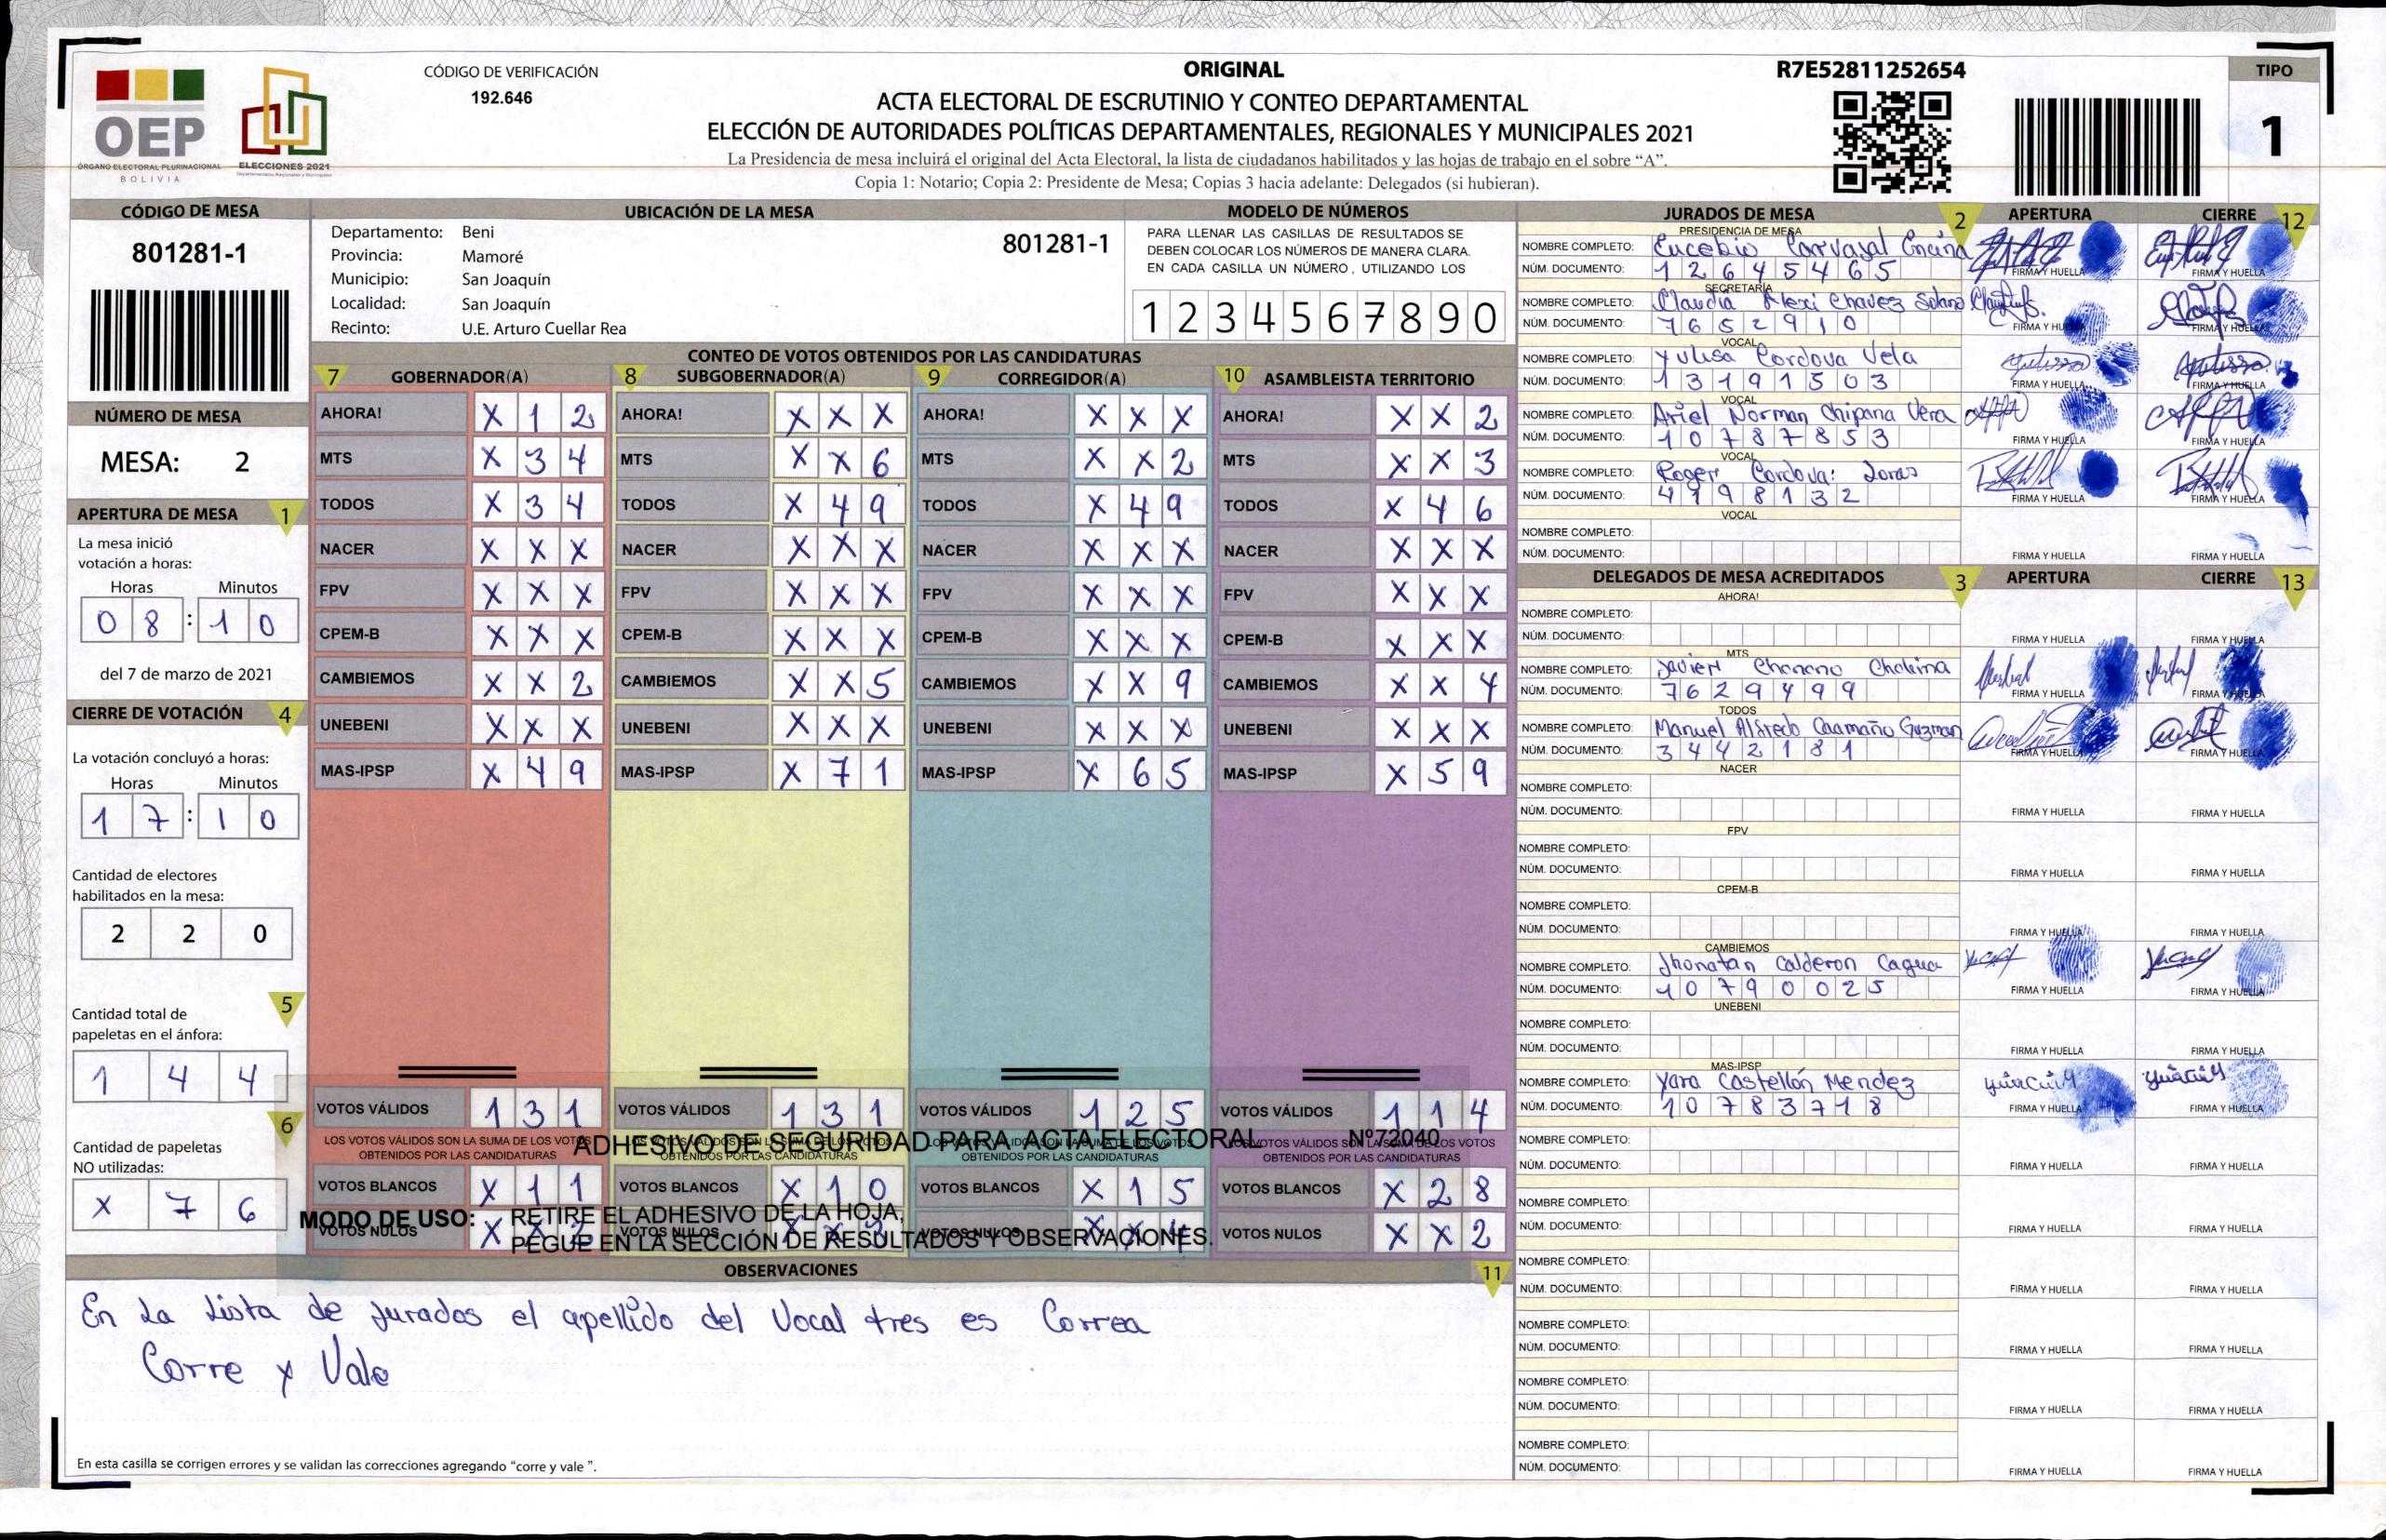 CÓDIGO DE VERIFICACIÓN
192.646
OEP
ÓRGANO ELECTORAL PLURINACIONAL
BOLIVIA
ELECCIONES 2021
ORIGINAL
ACTA ELECTORAL DE ESCRUTINIO Y CONTEO DEPARTAMENTAL
ELECCIÓN DE AUTORIDADES POLÍTICAS DEPARTAMENTALES, REGIONALES Y MUNICIPALES 2021
La Presidencia de mesa incluirá el original del Acta Electoral, la lista de ciudadanos habilitados y las hojas de trabajo en el sobre “A”.
Copia 1: Notario; Copia 2: Presidente de Mesa; Copias 3 hacia adelante: Delegados (si hubieran).
R7E52811252654
TIPO
1
CÓDIGO DE MESA
801281-1
NÚMERO DE MESA
MESA: 2
APERTURA DE MESA 1
La mesa inició
votación a horas:
Horas Minutos
0 8 : 1 0
del 7 de marzo de 2021
CIERRE DE VOTACIÓN 4
La votación concluyó a horas:
Horas Minutos
1 7 : 1 0
Cantidad de electores
habilitados en la mesa:
2 2 0
5
Cantidad total de
papeletas en el ánfora:
1 4 4
6
Cantidad de papeletas
NO utilizadas:
X 7 6
UBICACIÓN DE LA MESA
Departamento: Beni
801281-1
Provincia: Mamoré
Municipio: San Joaquín
Localidad: San Joaquín
Recinto: U.E. Arturo Cuellar Rea
MODELO DE NÚMEROS
PARA LLENAR LAS CASILLAS DE RESULTADOS SE
DEBEN COLOCAR LOS NÚMEROS DE MANERA CLARA.
EN CADA CASILLA UN NÚMERO, UTILIZANDO LOS
1 2 3 4 5 6 7 8 9 0
CONTEO DE VOTOS OBTENIDOS POR LAS CANDIDATURAS
7 GOBERNADOR(A) 8 SUBGOBERNADOR(A) 9 CORREGIDOR(A) 10 ASAMBLEISTA TERRITORIO
AHORA! X 1 2 AHORA! X X X AHORA! X X X AHORA! X X 2
MTS X 3 4 MTS X X 6 MTS X X 2 MTS X X 3
TODOS X 3 4 TODOS X 4 9 TODOS X 4 9 TODOS X 4 6
NACER X X X NACER X X X NACER X X X NACER X X X
FPV X X X FPV X X X FPV X X X FPV X X X
CPEM-B X X X CPEM-B X X X CPEM-B X X X CPEM-B X X X
CAMBIEMOS X X 2 CAMBIEMOS X X 5 CAMBIEMOS X X 9 CAMBIEMOS X X 4
UNEBENI X X X UNEBENI X X X UNEBENI X X X UNEBENI X X X
MAS-IPSP X 4 9 MAS-IPSP X 7 1 MAS-IPSP X 6 5 MAS-IPSP X 5 9
VOTOS VÁLIDOS 1 3 1 VOTOS VÁLIDOS 1 3 1 VOTOS VÁLIDOS 1 2 5 VOTOS VÁLIDOS 1 1 4
LOS VOTOS VÁLIDOS SON LA SUMA DE LOS VOTOS
OBTENIDOS POR LAS CANDIDATURAS OBTENIDOS POR LAS CANDIDATURAS OBTENIDOS POR LAS CANDIDATURAS OBTENIDOS POR LAS CANDIDATURAS
ADHESIVO DE SEGURIDAD PARA ACTA ELECTORAL Nº72040
VOTOS BLANCOS X 1 1 VOTOS BLANCOS X 1 0 VOTOS BLANCOS X 1 5 VOTOS BLANCOS X 2 8
MODO DE USO: RETIRE EL ADHESIVO DE LA HOJA,
PEGUE EN LA SECCIÓN DE RESULTADOS Y OBSERVACIONES.
VOTOS NULOS X X VOTOS NULOS X X VOTOS NULOS X X VOTOS NULOS X X 2
OBSERVACIONES 11
En La Lista de Jurados el apellido del Vocal tres es Correa
Corre y Vale
En esta casilla se corrigen errores y se validan las correcciones agregando “corre y vale ”.
JURADOS DE MESA 2 APERTURA CIERRE 12
PRESIDENCIA DE MESA
NOMBRE COMPLETO: Eucebio Carvajal Encina
NÚM. DOCUMENTO: 1 2 6 4 5 4 6 5 FIRMA Y HUELLA FIRMA Y HUELLA
SECRETARÍA
NOMBRE COMPLETO: Claudia Alexi Chavez Solano
NÚM. DOCUMENTO: 7 6 5 2 9 1 0 FIRMA Y HUELLA FIRMA Y HUELLA
VOCAL
NOMBRE COMPLETO: Yulisa Cordova Vela
NÚM. DOCUMENTO: 1 3 1 9 1 5 0 3 FIRMA Y HUELLA FIRMA Y HUELLA
VOCAL
NOMBRE COMPLETO: Ariel Norman Chipana Vera
NÚM. DOCUMENTO: 1 0 7 8 7 8 5 3 FIRMA Y HUELLA FIRMA Y HUELLA
VOCAL
NOMBRE COMPLETO: Roger Cordova
NÚM. DOCUMENTO: 4 1 9 8 1 3 2 FIRMA Y HUELLA FIRMA Y HUELLA
VOCAL
NOMBRE COMPLETO:
NÚM. DOCUMENTO: FIRMA Y HUELLA FIRMA Y HUELLA
DELEGADOS DE MESA ACREDITADOS 3 APERTURA CIERRE 13
AHORA!
NOMBRE COMPLETO:
NÚM. DOCUMENTO: FIRMA Y HUELLA FIRMA Y HUELLA
MTS
NOMBRE COMPLETO: Javier
NÚM. DOCUMENTO: 7 6 2 9 4 9 9 FIRMA Y HUELLA FIRMA Y HUELLA
TODOS
NOMBRE COMPLETO: Manuel Alfredo Caamaño Guzman
NÚM. DOCUMENTO: 3 4 4 2 1 8 1 FIRMA Y HUELLA FIRMA Y HUELLA
NACER
NOMBRE COMPLETO:
NÚM. DOCUMENTO: FIRMA Y HUELLA FIRMA Y HUELLA
FPV
NOMBRE COMPLETO:
NÚM. DOCUMENTO: FIRMA Y HUELLA FIRMA Y HUELLA
CPEM-B
NOMBRE COMPLETO:
NÚM. DOCUMENTO: FIRMA Y HUELLA FIRMA Y HUELLA
CAMBIEMOS
NOMBRE COMPLETO: Jhonatan Calderon Cagua
NÚM. DOCUMENTO: 1 0 7 9 0 0 2 5 FIRMA Y HUELLA FIRMA Y HUELLA
UNEBENI
NOMBRE COMPLETO:
NÚM. DOCUMENTO: FIRMA Y HUELLA FIRMA Y HUELLA
MAS-IPSP
NOMBRE COMPLETO: Yara Castellón Mendez
NÚM. DOCUMENTO: 1 0 7 8 3 7 1 8 FIRMA Y HUELLA FIRMA Y HUELLA
NOMBRE COMPLETO:
NÚM. DOCUMENTO: FIRMA Y HUELLA FIRMA Y HUELLA
NOMBRE COMPLETO:
NÚM. DOCUMENTO: FIRMA Y HUELLA FIRMA Y HUELLA
NOMBRE COMPLETO:
NÚM. DOCUMENTO: FIRMA Y HUELLA FIRMA Y HUELLA
NOMBRE COMPLETO:
NÚM. DOCUMENTO: FIRMA Y HUELLA FIRMA Y HUELLA
NOMBRE COMPLETO:
NÚM. DOCUMENTO: FIRMA Y HUELLA FIRMA Y HUELLA
NOMBRE COMPLETO:
NÚM. DOCUMENTO: FIRMA Y HUELLA FIRMA Y HUELLA